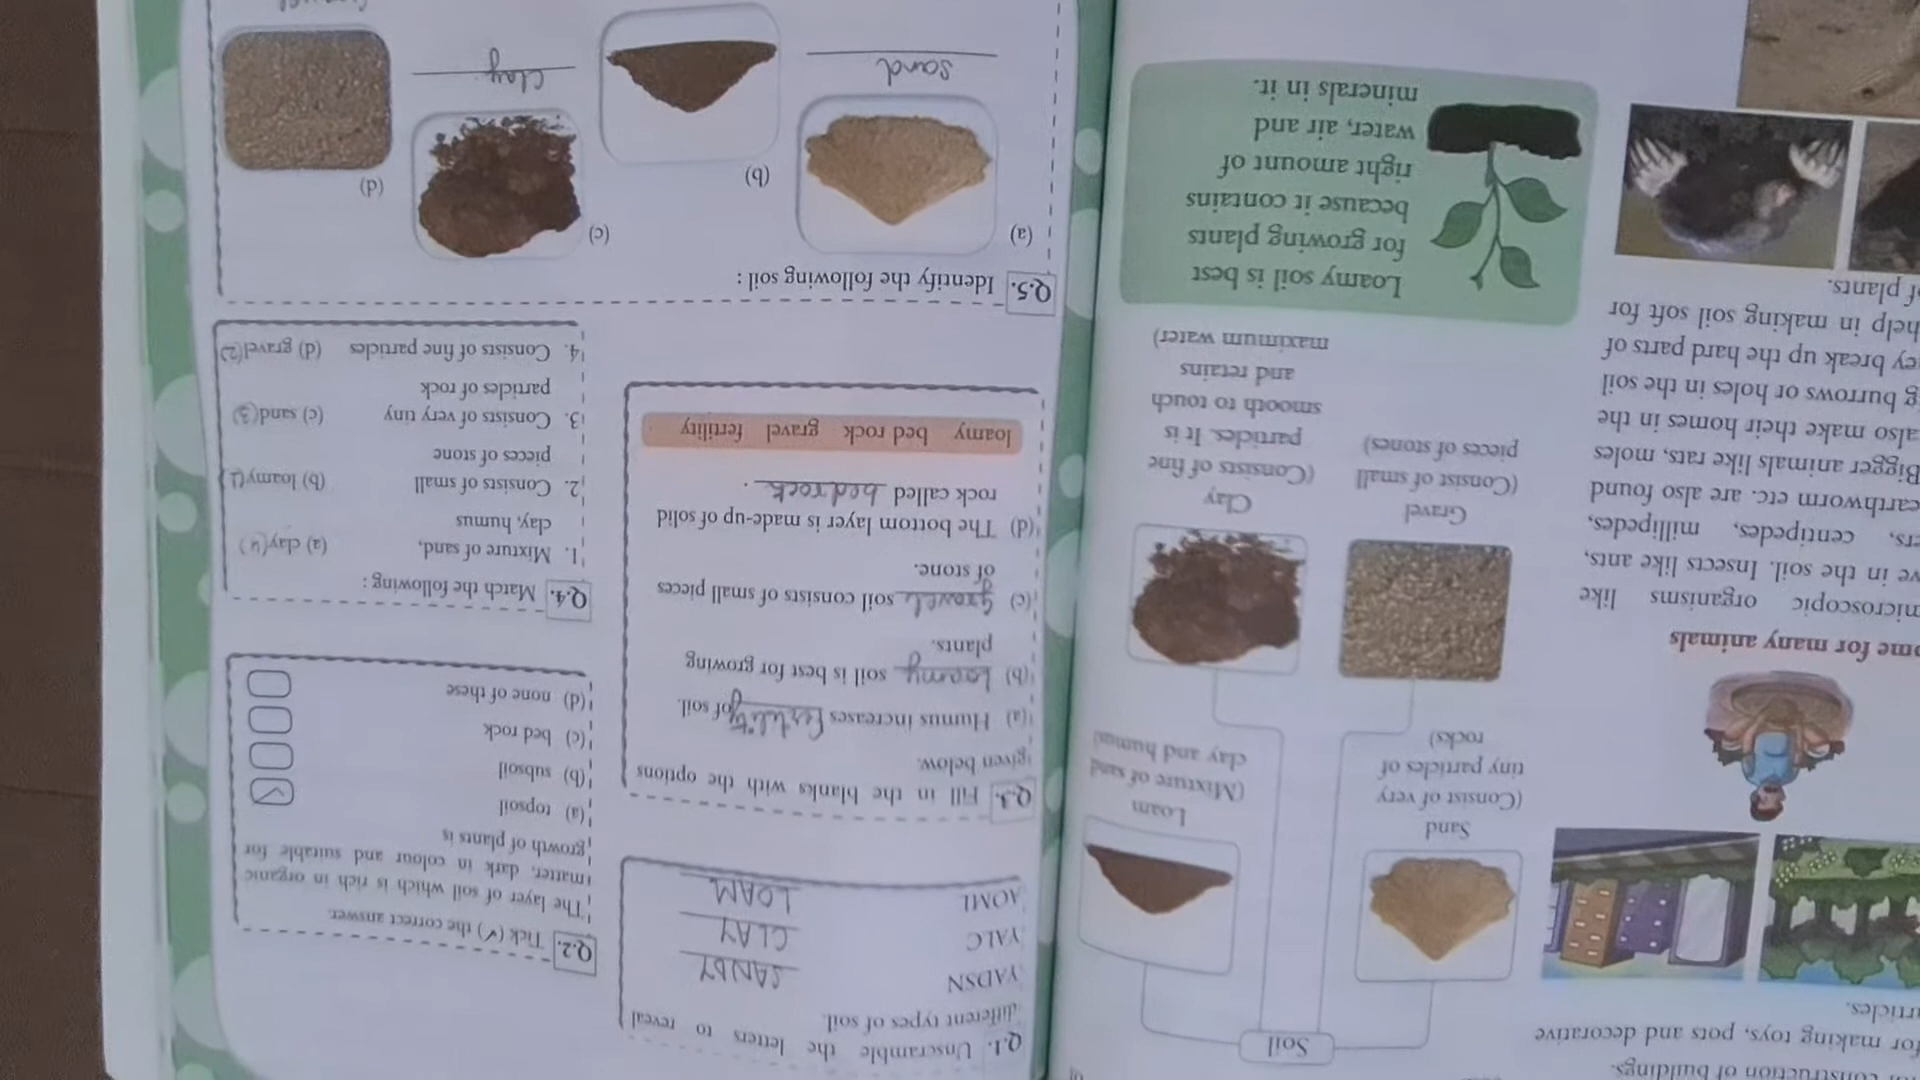 for construction of buildings.
for making toys, pots and decorative
articles.
ome for many animals
microscopic organisms like
ve in the soil. Insects like ants,
ers, centipedes, millipedes,
earthworm etc. are also found
Bigger animals like rats, moles
also make their homes in the
g burrows or holes in the soil
ey break up the hard parts of
help in making soil soft for
of plants.
Soil
Sand
(Consist of very
tiny particles of
rocks)
Loam
(Mixture of sand
clay and humus)
Gravel
(Consist of small
pieces of stones)
Clay
(Consists of fine
particles. It is
smooth to touch
and retains
maximum water)
Loamy soil is best
for growing plants
because it contains
right amount of
water, air and
minerals in it.
Q.1. Unscramble the letters to reveal
different types of soil.
YADSN SANDY
YALC CLAY
AOML LOAM
Q.3. Fill in the blanks with the options
given below.
(a) Humus increases fertility of soil.
(b) Loamy soil is best for growing
plants.
(c) Gravel soil consists of small pieces
of stone.
(d) The bottom layer is made-up of solid
rock called bed rock.
loamy bed rock gravel fertility
Q.2. Tick (✓) the correct answer.
The layer of soil which is rich in organic
matter, dark in colour and suitable for
growth of plants is
(a) topsoil ✓
(b) subsoil
(c) bed rock
(d) none of these
Q.4. Match the following:
1. Mixture of sand, (a) clay (4)
clay, humus
2. Consists of small (b) loamy (1)
pieces of stone
3. Consists of very tiny (c) sand (3)
particles of rock
4. Consists of fine particles (d) gravel (2)
Q.5. Identify the following soil:
(a)
sand
(b)
(c)
clay
(d)